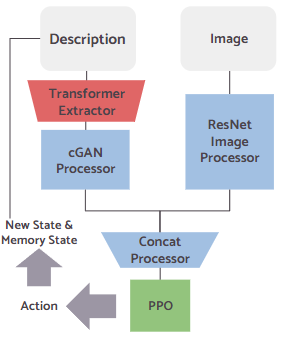 Description
Image
Transformer
Extractor
ResNet
Image
Processor
cGAN
Processor
New State &
Memory State
Concat
Processor
Action
PPO